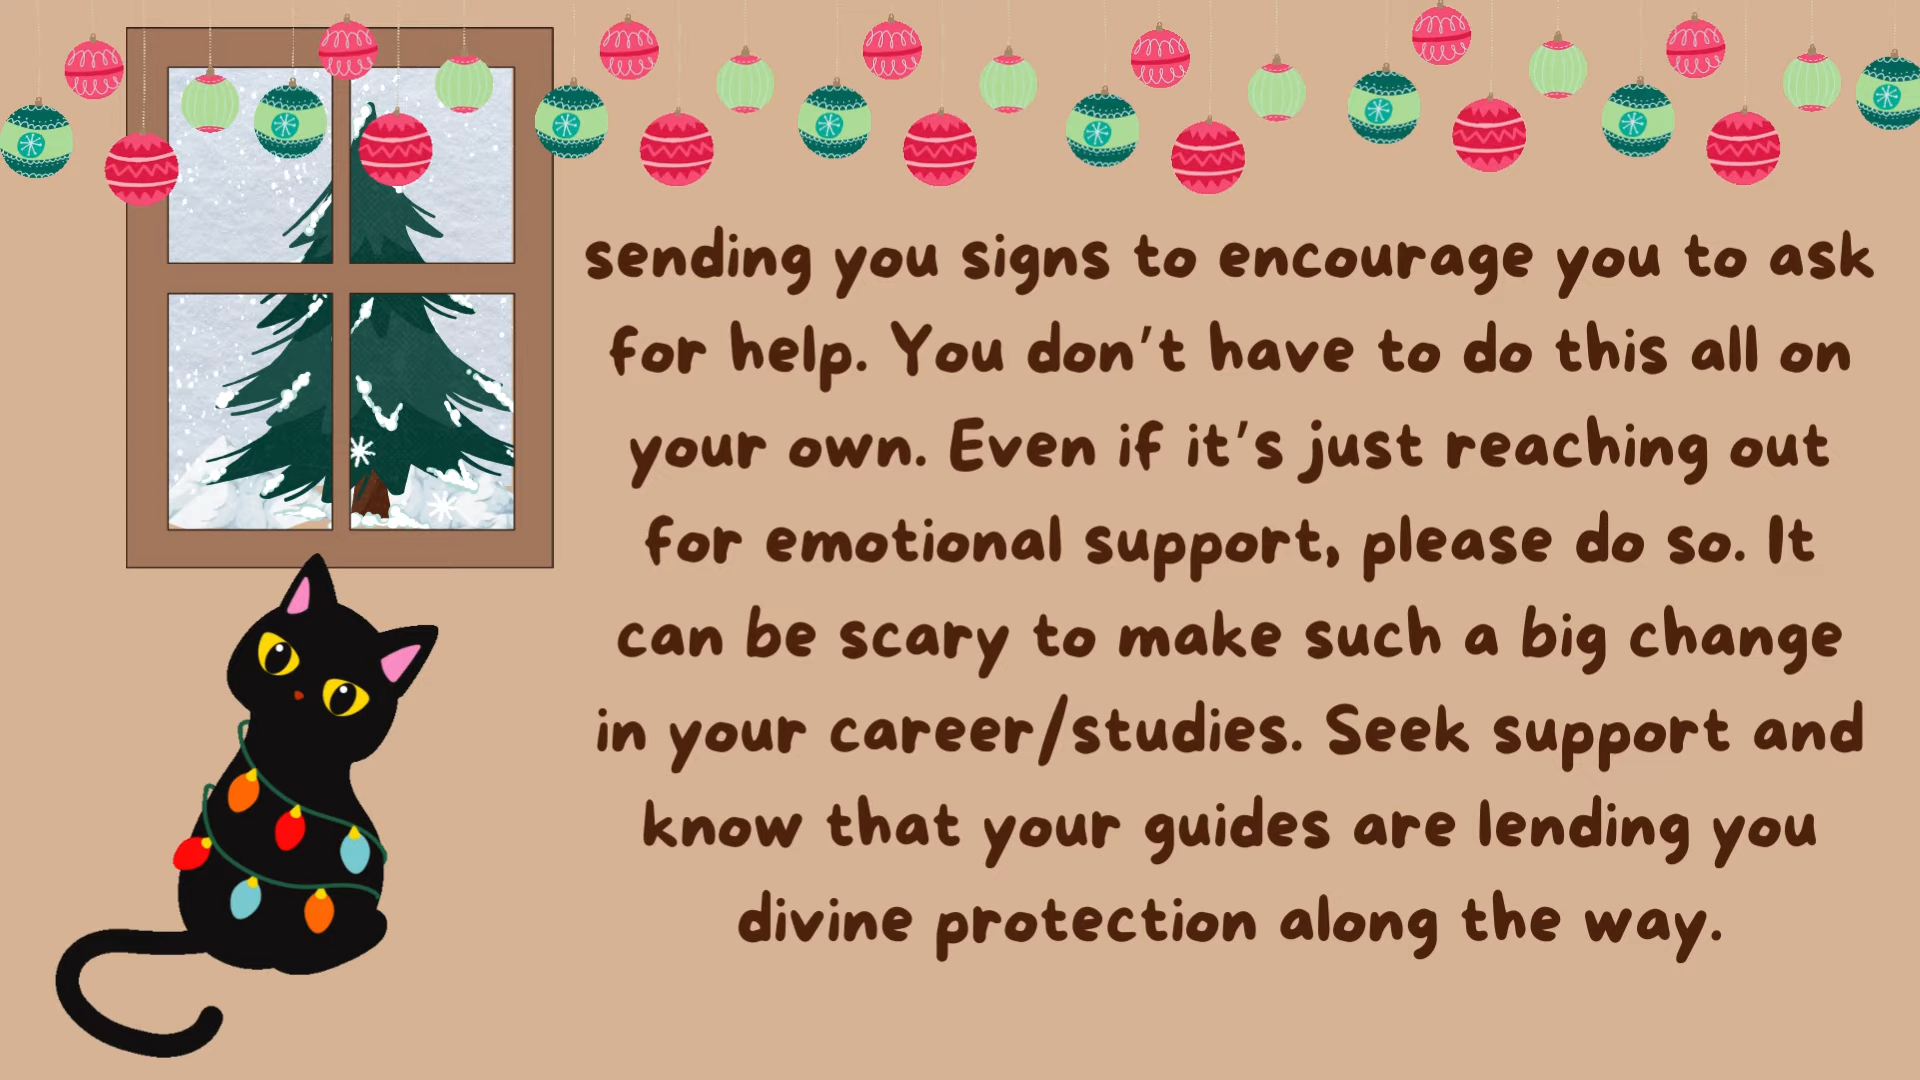 sending you signs to encourage you to ask
for help. You don't have to do this all on
your own. Even if it's just reaching out
for emotional support, please do so. It
can be scary to make such a big change
in your career/studies. Seek support and
know that your guides are lending you
divine protection along the way.